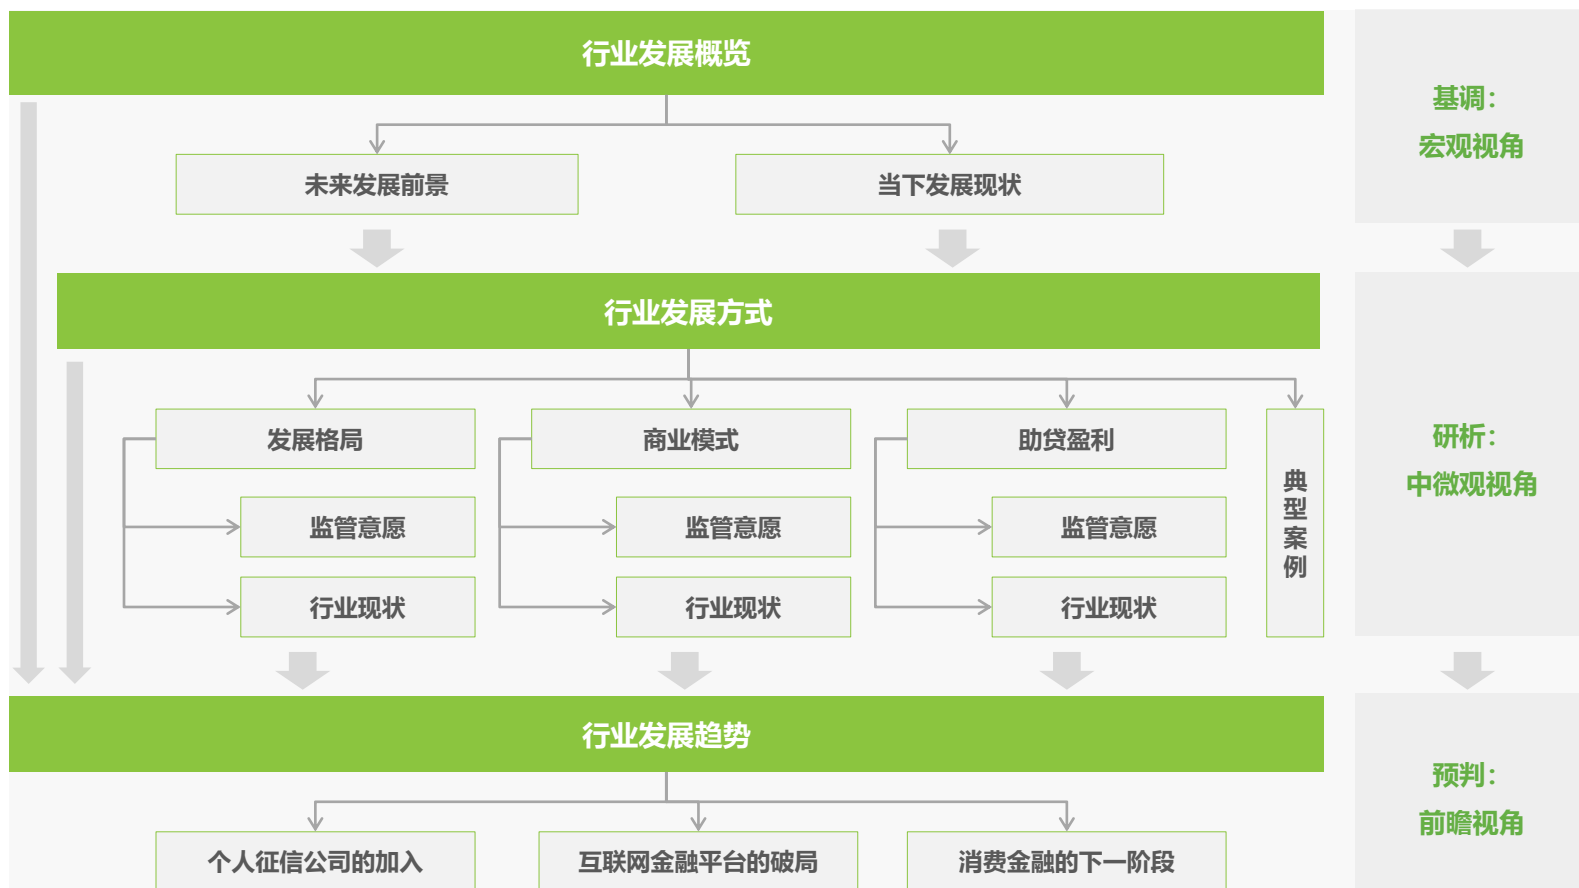 行业发展概览
基调：
宏观视角
未来发展前景
当下发展现状
行业发展方式
发展格局
商业模式
助贷盈利
典型案例
研析：
中微观视角
监管意愿
监管意愿
监管意愿
行业现状
行业现状
行业现状
行业发展趋势
预判：
前瞻视角
个人征信公司的加入
互联网金融平台的破局
消费金融的下一阶段